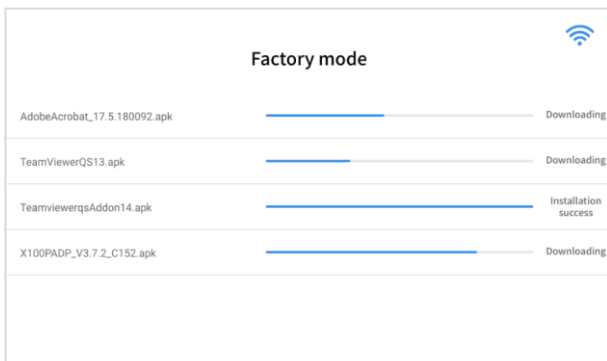 Factory mode
AdobeAcrobat_17.5.180092.apk Downloading
TeamViewerQS13.apk Downloading
TeamviewerqsAddon14.apk Installation
success
X100PADP_V3.7.2_C152.apk Downloading